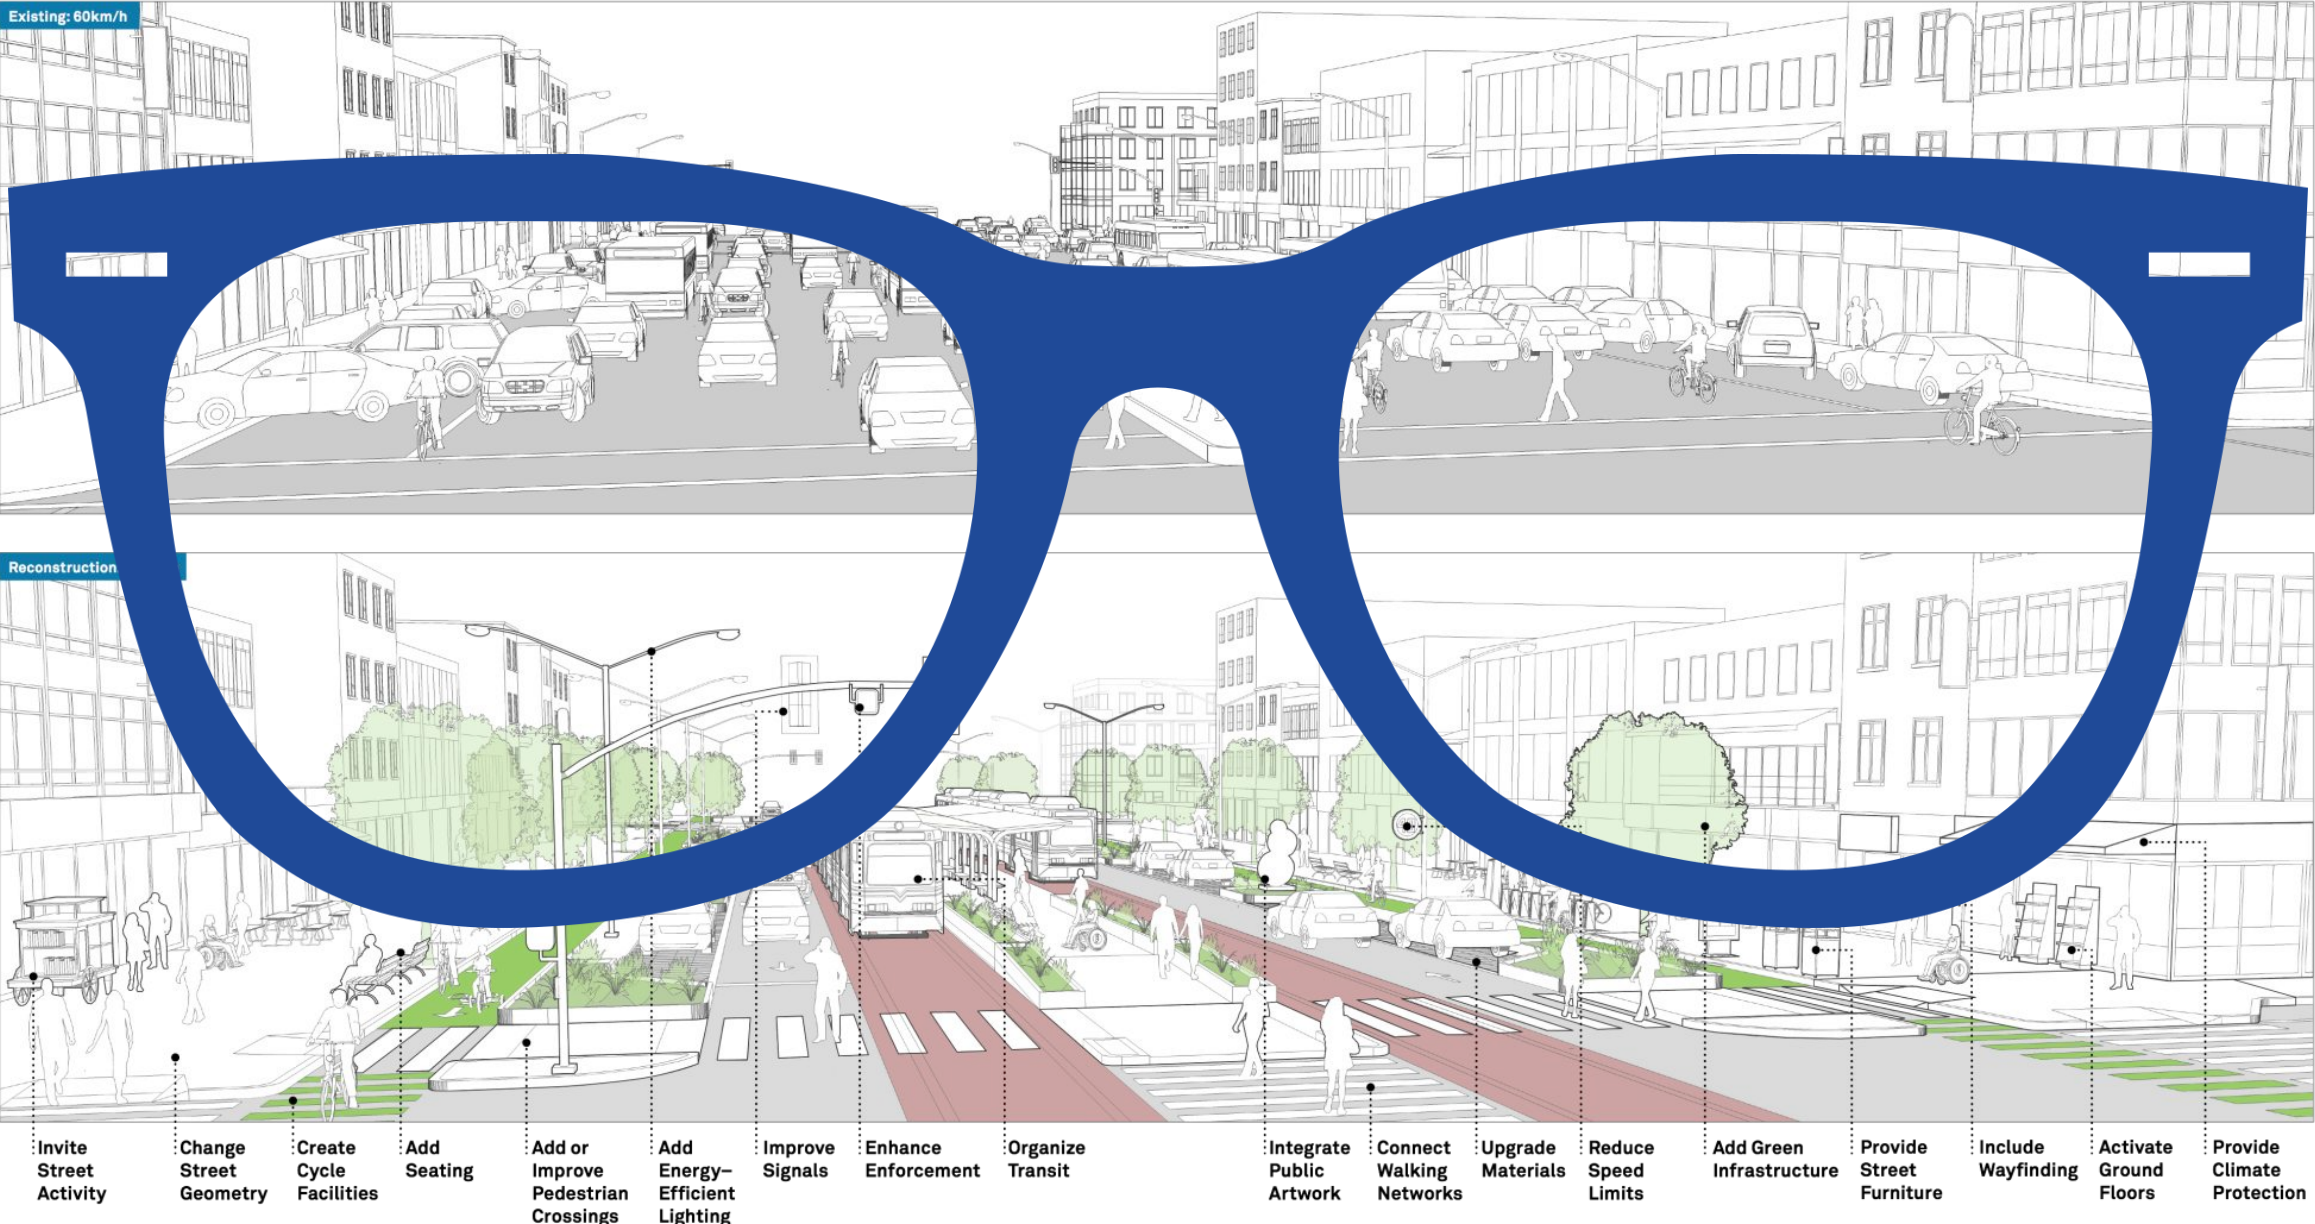 Existing: 60km/h
Reconstruction
Invite
Street
Activity
Change
Street
Geometry
Create
Cycle
Facilities
Add
Seating
Add or
Improve
Pedestrian
Crossings
Add
Energy–
Efficient
Lighting
Improve
Signals
Enhance
Enforcement
Organize
Transit
Integrate
Public
Artwork
Connect
Walking
Networks
Upgrade
Materials
Reduce
Speed
Limits
Add Green
Infrastructure
Provide
Street
Furniture
Include
Wayfinding
Activate
Ground
Floors
Provide
Climate
Protection